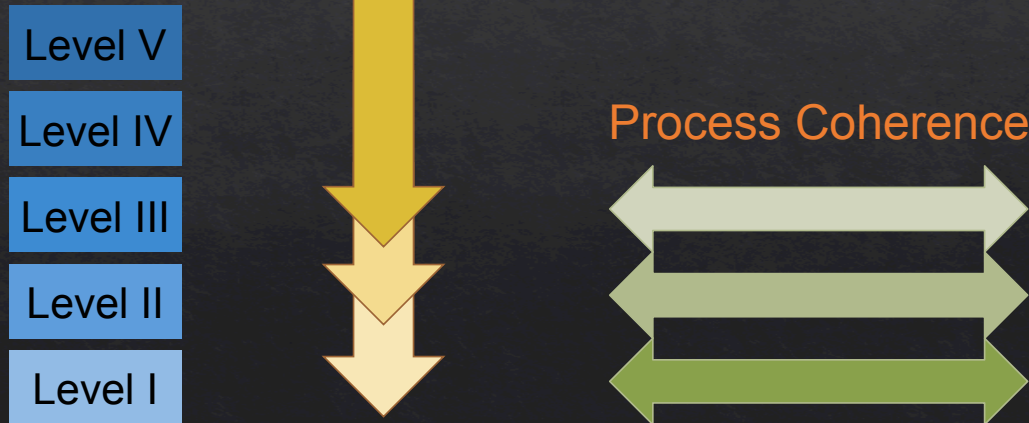 Level V
Level IV
Process Coherence
Level III
Level II
Level I